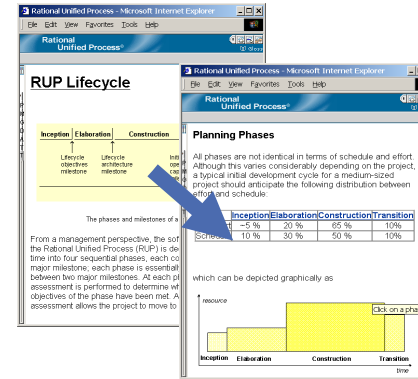 Rational Unified Process - Microsoft Internet Explorer
File Edit View Favorites Tools Help
Rational
Unified Process®
RUP Lifecycle
Inception Elaboration Construction
Lifecycle
objectives
milestone
Lifecycle
architecture
milestone
The phases and milestones of a
From a management perspective, the sof
the Rational Unified Process (RUP) is de
time into four sequential phases, each co
major milestone; each phase is essentiall
between two major milestones. At each pl
assessment is performed to determine wh
objectives of the phase have been met. A
assessment allows the project to move to
Rational Unified Process - Microsoft Internet Explorer
File Edit View Favorites Tools Help
Rational
Unified Process®
Planning Phases
All phases are not identical in terms of schedule and effort.
Although this varies considerably depending on the project,
a typical initial development cycle for a medium-sized
project should anticipate the following distribution between
effort and schedule:
Inception Elaboration Construction Transition
~5 % 20 % 65 % 10%
Schedule 10 % 30 % 50 % 10%
which can be depicted graphically as
resource
Click on a pha
Inception Elaboration Construction Transition
time